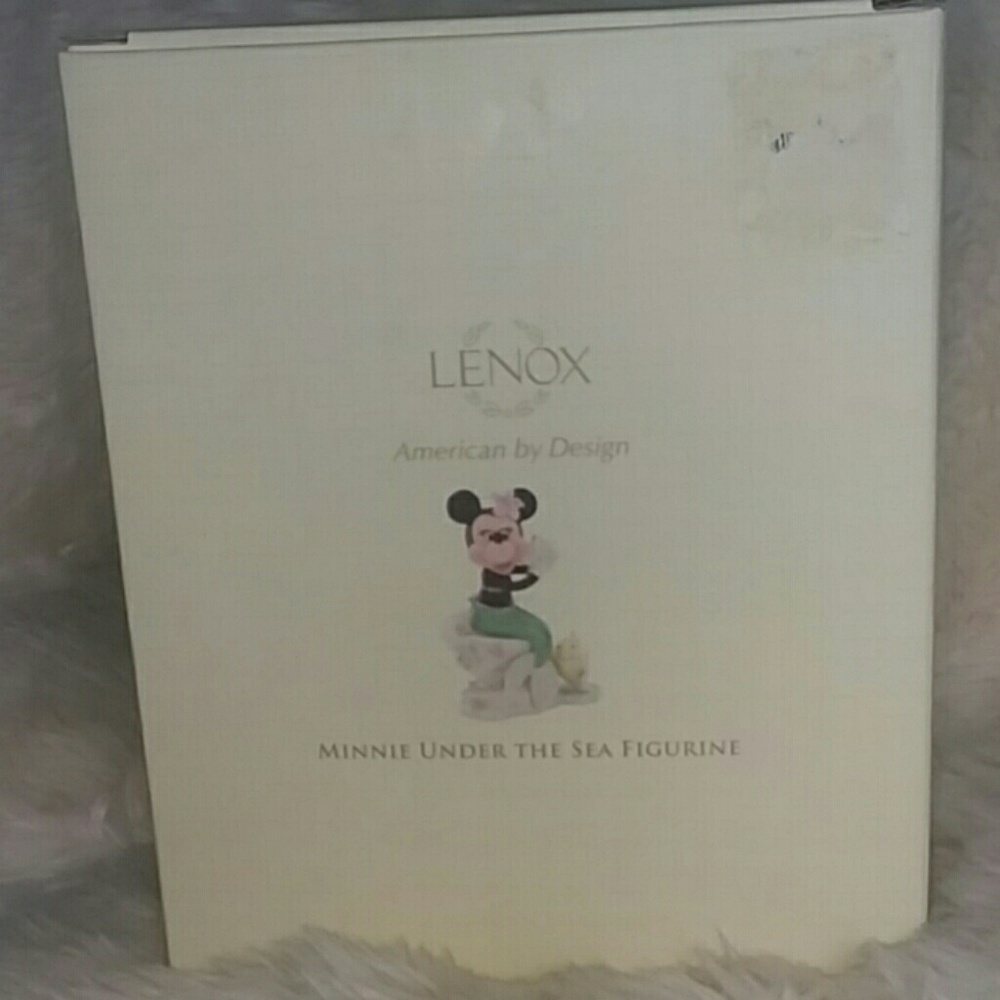 LENOX
American by Design
MINNIE UNDER THE SEA FIGURINE